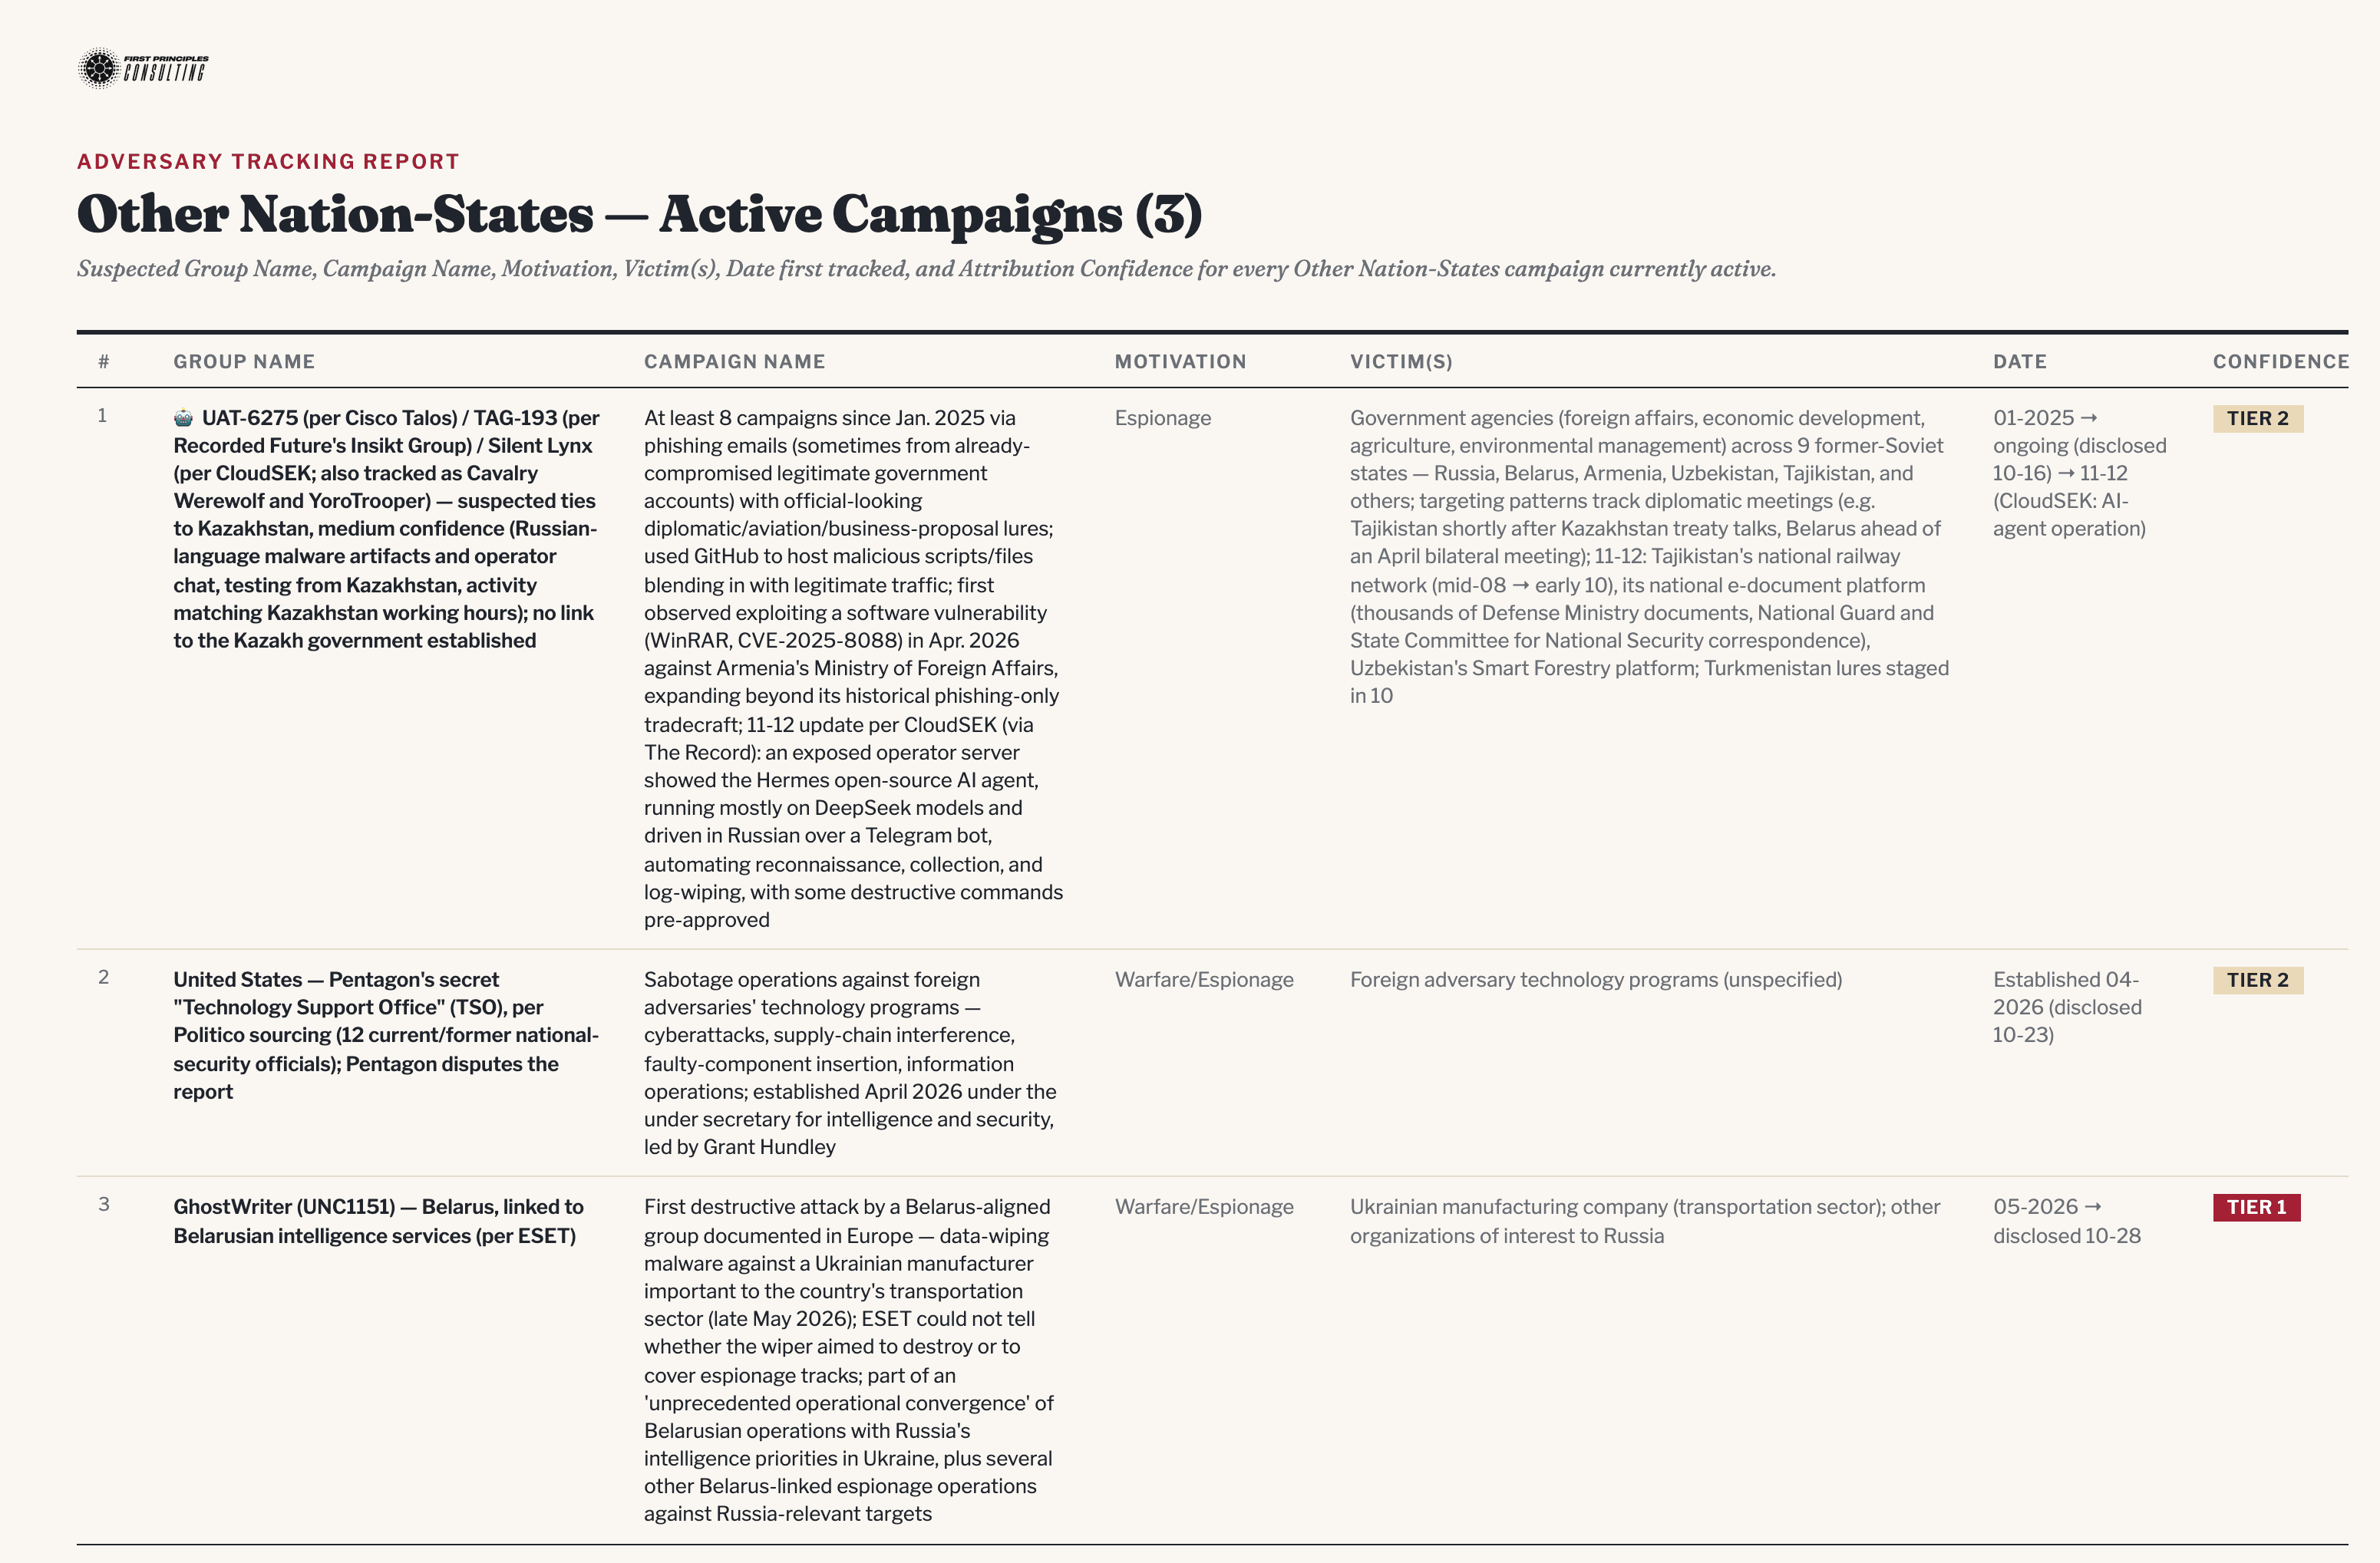 FIRST PRINCIPLES
CONSULTING
ADVERSARY TRACKING REPORT
Other Nation-States — Active Campaigns (3)
Suspected Group Name, Campaign Name, Motivation, Victim(s), Date first tracked, and Attribution Confidence for every Other Nation-States campaign currently active.
# GROUP NAME CAMPAIGN NAME MOTIVATION VICTIM(S) DATE CONFIDENCE
1
🤖 UAT-6275 (per Cisco Talos) / TAG-193 (per
Recorded Future's Insikt Group) / Silent Lynx
(per CloudSEK; also tracked as Cavalry
Werewolf and YoroTrooper) — suspected ties
to Kazakhstan, medium confidence (Russian-
language malware artifacts and operator
chat, testing from Kazakhstan, activity
matching Kazakhstan working hours); no link
to the Kazakh government established
At least 8 campaigns since Jan. 2025 via
phishing emails (sometimes from already-
compromised legitimate government
accounts) with official-looking
diplomatic/aviation/business-proposal lures;
used GitHub to host malicious scripts/files
blending in with legitimate traffic; first
observed exploiting a software vulnerability
(WinRAR, CVE-2025-8088) in Apr. 2026
against Armenia's Ministry of Foreign Affairs,
expanding beyond its historical phishing-only
tradecraft; 11-12 update per CloudSEK (via
The Record): an exposed operator server
showed the Hermes open-source AI agent,
running mostly on DeepSeek models and
driven in Russian over a Telegram bot,
automating reconnaissance, collection, and
log-wiping, with some destructive commands
pre-approved
Espionage
Government agencies (foreign affairs, economic development,
agriculture, environmental management) across 9 former-Soviet
states — Russia, Belarus, Armenia, Uzbekistan, Tajikistan, and
others; targeting patterns track diplomatic meetings (e.g.
Tajikistan shortly after Kazakhstan treaty talks, Belarus ahead of
an April bilateral meeting); 11-12: Tajikistan's national railway
network (mid-08 → early 10), its national e-document platform
(thousands of Defense Ministry documents, National Guard and
State Committee for National Security correspondence),
Uzbekistan's Smart Forestry platform; Turkmenistan lures staged
in 10
01-2025 →
ongoing (disclosed
10-16) → 11-12
(CloudSEK: AI-
agent operation)
TIER 2
2
United States — Pentagon's secret
"Technology Support Office" (TSO), per
Politico sourcing (12 current/former national-
security officials); Pentagon disputes the
report
Sabotage operations against foreign
adversaries' technology programs —
cyberattacks, supply-chain interference,
faulty-component insertion, information
operations; established April 2026 under the
under secretary for intelligence and security,
led by Grant Hundley
Warfare/Espionage
Foreign adversary technology programs (unspecified)
Established 04-
2026 (disclosed
10-23)
TIER 2
3
GhostWriter (UNC1151) — Belarus, linked to
Belarusian intelligence services (per ESET)
First destructive attack by a Belarus-aligned
group documented in Europe — data-wiping
malware against a Ukrainian manufacturer
important to the country's transportation
sector (late May 2026); ESET could not tell
whether the wiper aimed to destroy or to
cover espionage tracks; part of an
'unprecedented operational convergence' of
Belarusian operations with Russia's
intelligence priorities in Ukraine, plus several
other Belarus-linked espionage operations
against Russia-relevant targets
Warfare/Espionage
Ukrainian manufacturing company (transportation sector); other
organizations of interest to Russia
05-2026 →
disclosed 10-28
TIER 1